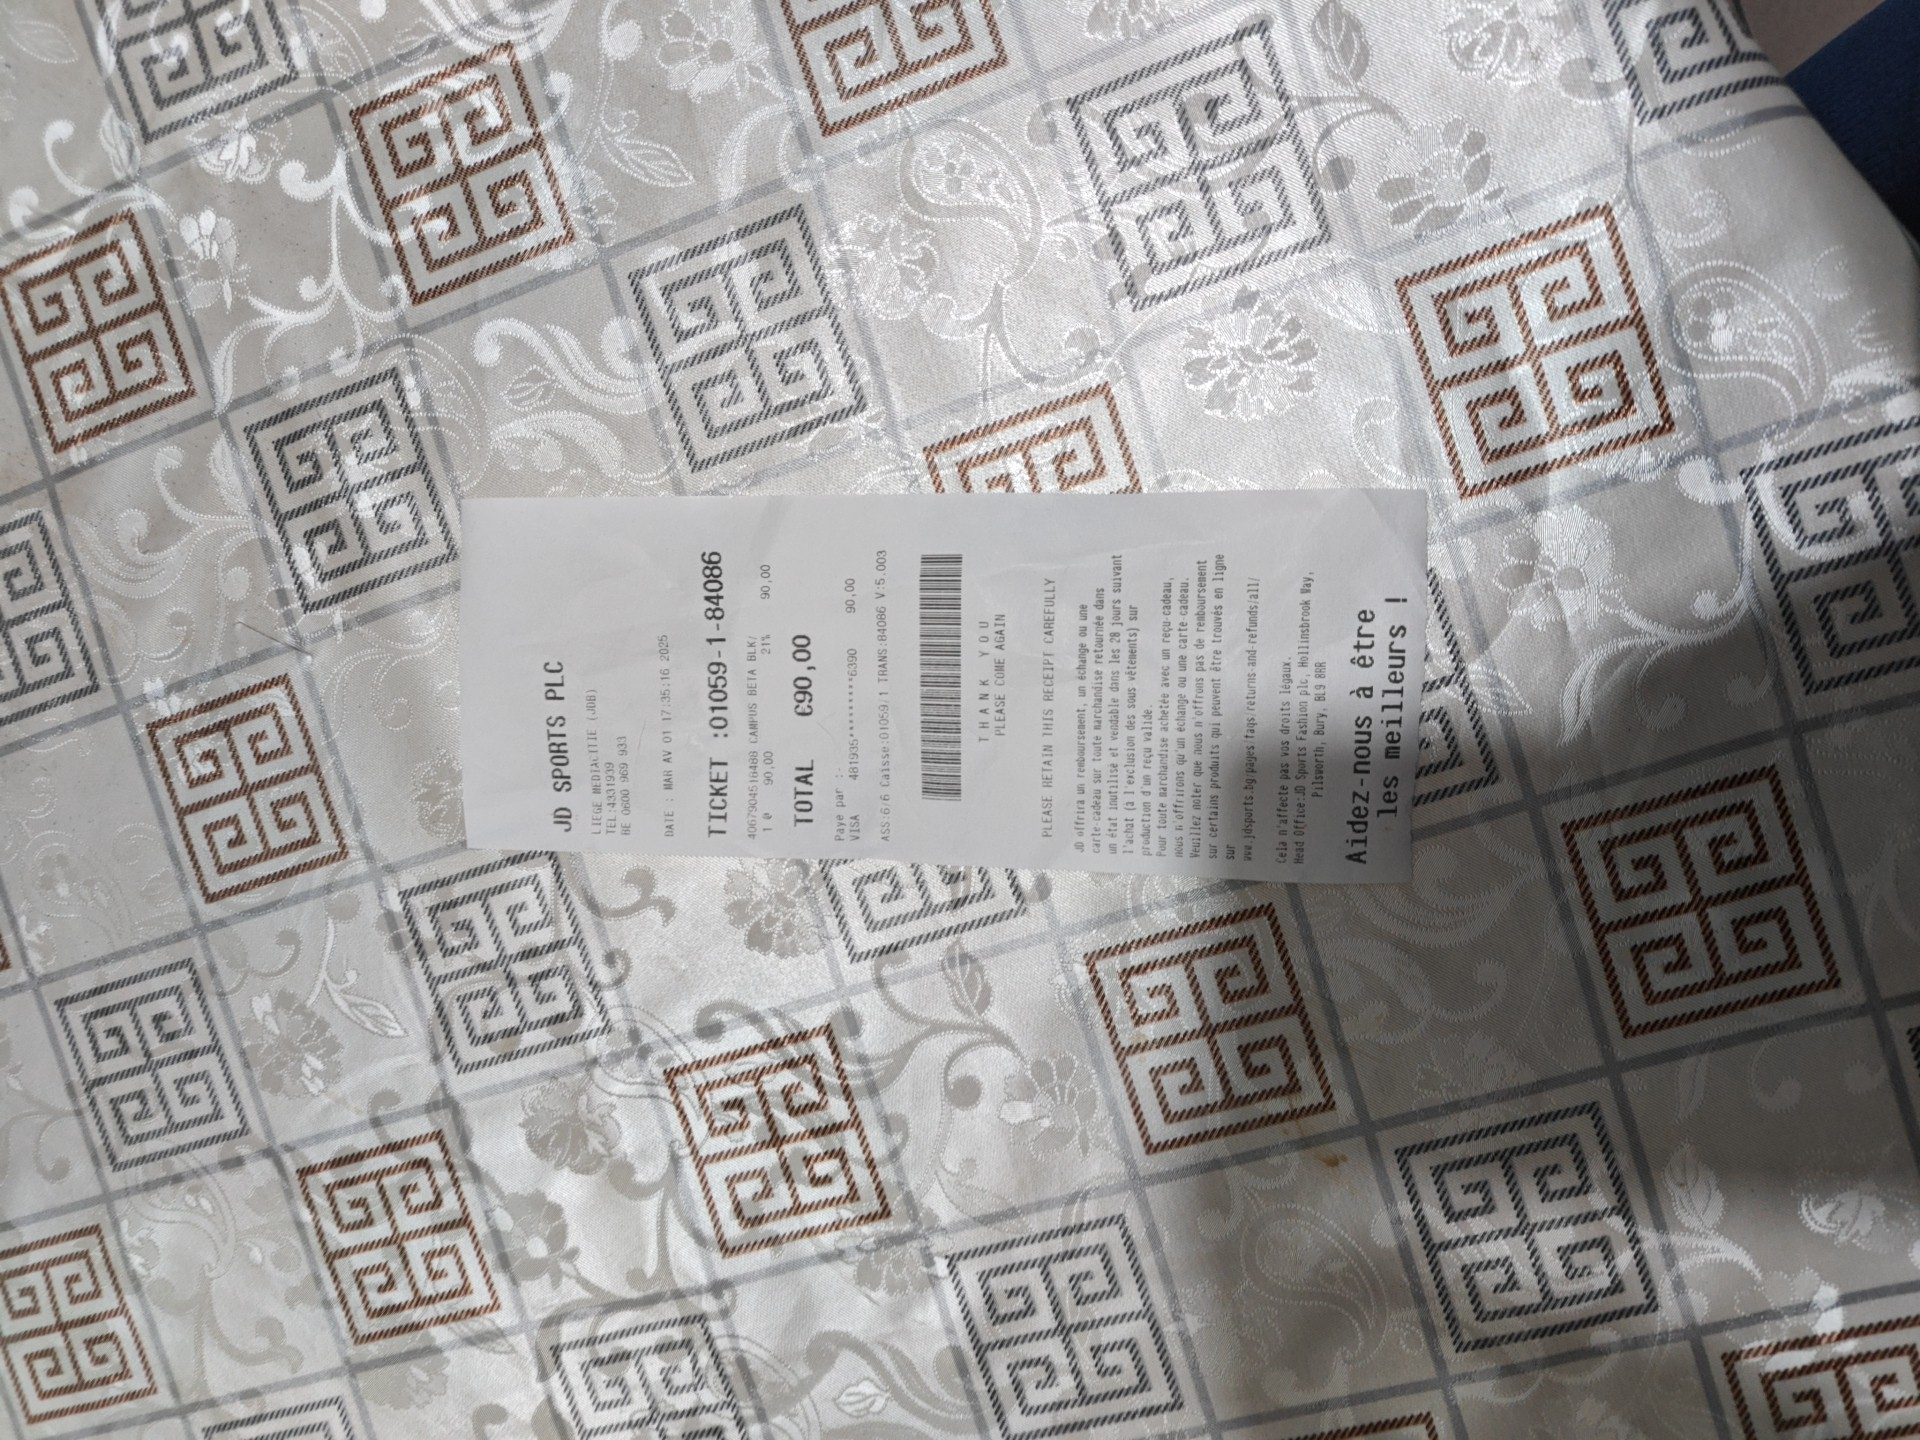 JD SPORTS PLC
LIEGE MEDIACITIE (JDB)
TEL-4331939
BE 0600 969 933
DATE : MAR AV 01 17:35:16 2025
TICKET :01059-1-84086
4067904518488 CAMPUS BETA BLK/
1 @ 90,00 21% 90,00
TOTAL €90,00
Paye par :-
VISA 481935**********6390 90,00
ASS:6/6 Caisse:01059/1 TRANS:84086 V:5.003
THANK YOU
PLEASE COME AGAIN
PLEASE RETAIN THIS RECEIPT CAREFULLY
JD offrira un remboursement, un échange ou une
carte-cadeau sur toute marchandise retournée dans
un état inutilisé et vendable dans les 28 jours suivant
l'achat (à l'exclusion des sous vêtements) sur
production d'un reçu valide.
Pour toute marchandise achetée avec un reçu-cadeau,
nous n'offrirons qu'un échange ou une carte-cadeau.
Veuillez noter que nous n'offrons pas de remboursement
sur certains produits qui peuvent être trouvés en ligne
sur
www.jdsports.bg/pages/faqs/returns-and-refunds/all/
Cela n'affecte pas vos droits légaux.
Head Office:JD Sports Fashion plc, Hollinsbrook Way,
Pilsworth, Bury, BL9 8RR
Aidez-nous à être
les meilleurs !